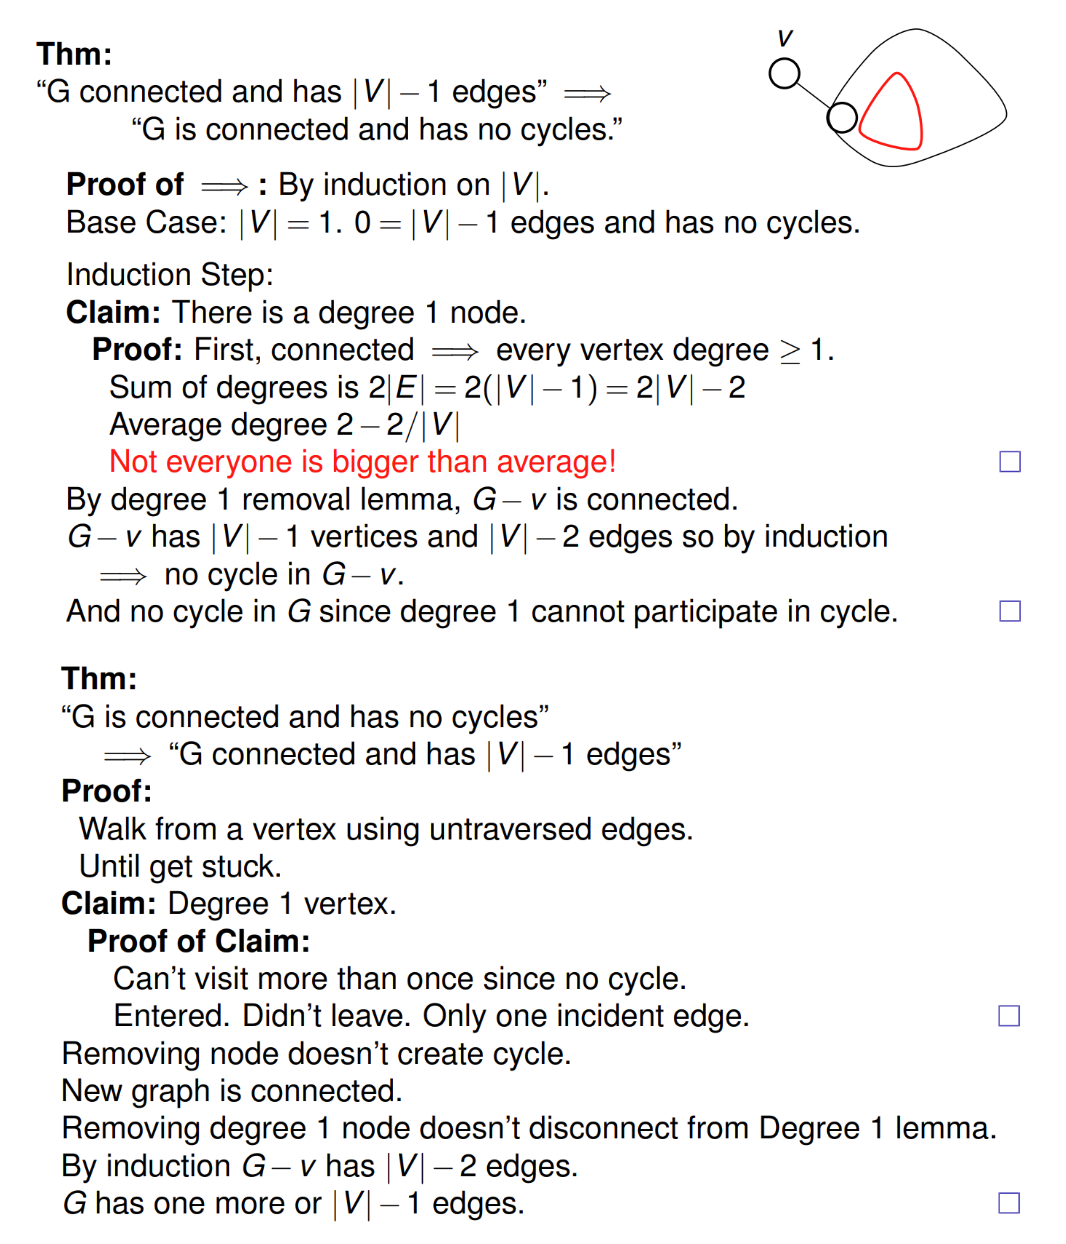 v
Thm:
“G connected and has |V| − 1 edges” ⟹
“G is connected and has no cycles.”
Proof of ⟹ : By induction on |V|.
Base Case: |V| = 1. 0 = |V| − 1 edges and has no cycles.
Induction Step:
Claim: There is a degree 1 node.
Proof: First, connected ⟹ every vertex degree ≥ 1.
Sum of degrees is 2|E| = 2(|V| − 1) = 2|V| − 2
Average degree 2 − 2/|V|
Not everyone is bigger than average! □
By degree 1 removal lemma, G − v is connected.
G − v has |V| − 1 vertices and |V| − 2 edges so by induction
⟹ no cycle in G − v.
And no cycle in G since degree 1 cannot participate in cycle. □
Thm:
“G is connected and has no cycles”
⟹ “G connected and has |V| − 1 edges”
Proof:
Walk from a vertex using untraversed edges.
Until get stuck.
Claim: Degree 1 vertex.
Proof of Claim:
Can’t visit more than once since no cycle.
Entered. Didn’t leave. Only one incident edge. □
Removing node doesn’t create cycle.
New graph is connected.
Removing degree 1 node doesn’t disconnect from Degree 1 lemma.
By induction G − v has |V| − 2 edges.
G has one more or |V| − 1 edges. □